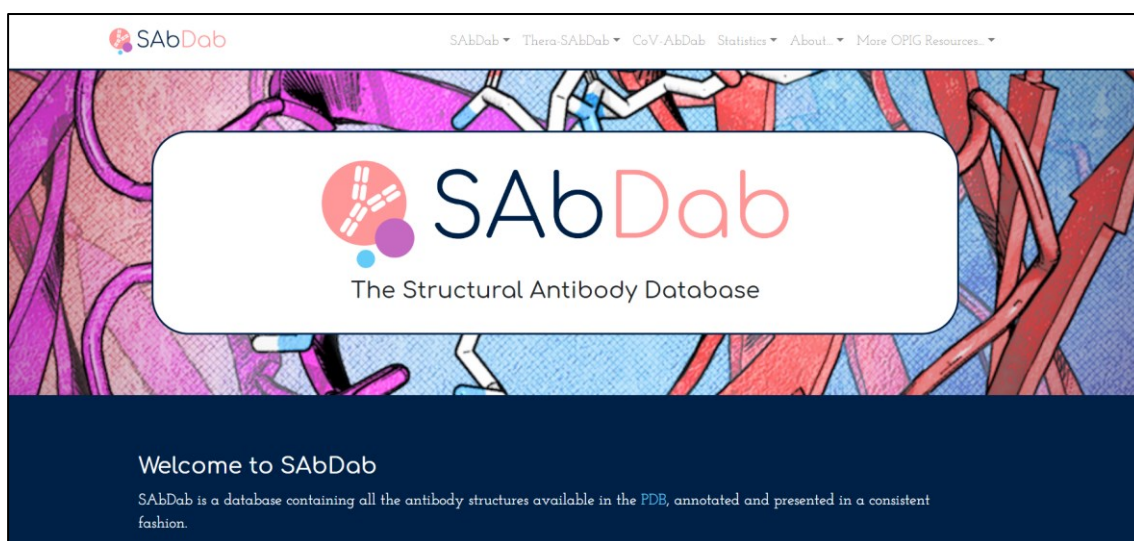 SAbDab
SAbDab Thera-SAbDab CoV-AbDab Statistics About... More OPIG Resources...
SAbDab
The Structural Antibody Database
Welcome to SAbDab
SAbDab is a database containing all the antibody structures available in the PDB, annotated and presented in a consistent
fashion.